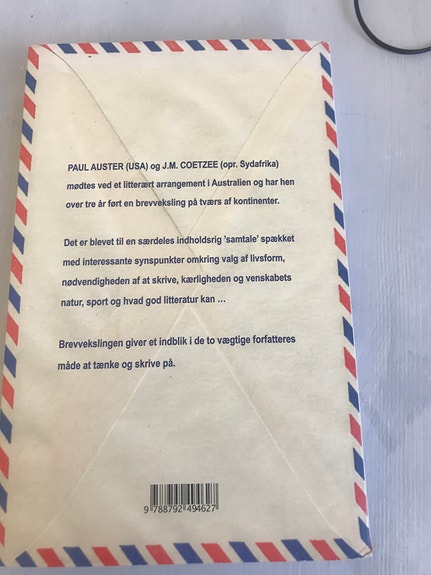 PAUL AUSTER (USA) og J.M. COETZEE (opr. Sydafrika)
mødtes ved et litterært arrangement i Australien og har hen
over tre år ført en brevveksling på tværs af kontinenter.
Det er blevet til en særdeles indholdsrig 'samtale' spækket
med interessante synspunkter omkring valg af livsform,
nødvendigheden af at skrive, kærligheden og venskabets
natur, sport og hvad god litteratur kan ...
Brevvekslingen giver et indblik i de to vægtige forfatteres
måde at tænke og skrive på.
9 788792 494627